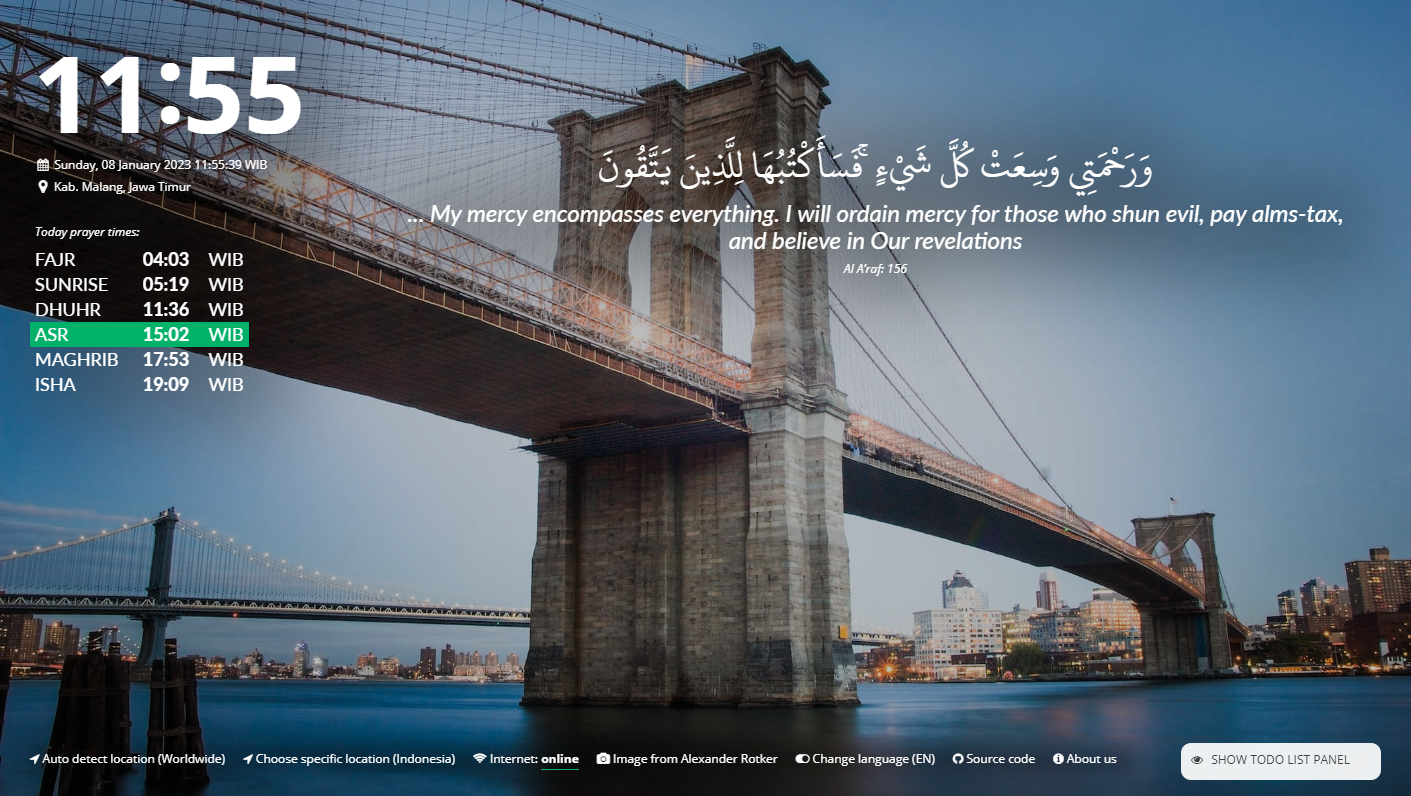 11:55
Sunday, 08 January 2023 11:55:39 WIB
Kab. Malang, Jawa Timur
Today prayer times:
FAJR 04:03 WIB
SUNRISE 05:19 WIB
DHUHR 11:36 WIB
ASR 15:02 WIB
MAGHRIB 17:53 WIB
ISHA 19:09 WIB
وَرَحْمَتِي وَسِعَتْ كُلَّ شَيْءٍ ۚفَسَأَكْتُبُهَا لِلَّذِينَ يَتَّقُونَ
... My mercy encompasses everything. I will ordain mercy for those who shun evil, pay alms-tax,
and believe in Our revelations
Al A'raf: 156
Auto detect location (Worldwide) Choose specific location (Indonesia) Internet: online Image from Alexander Rotker Change language (EN) Source code About us
SHOW TODO LIST PANEL